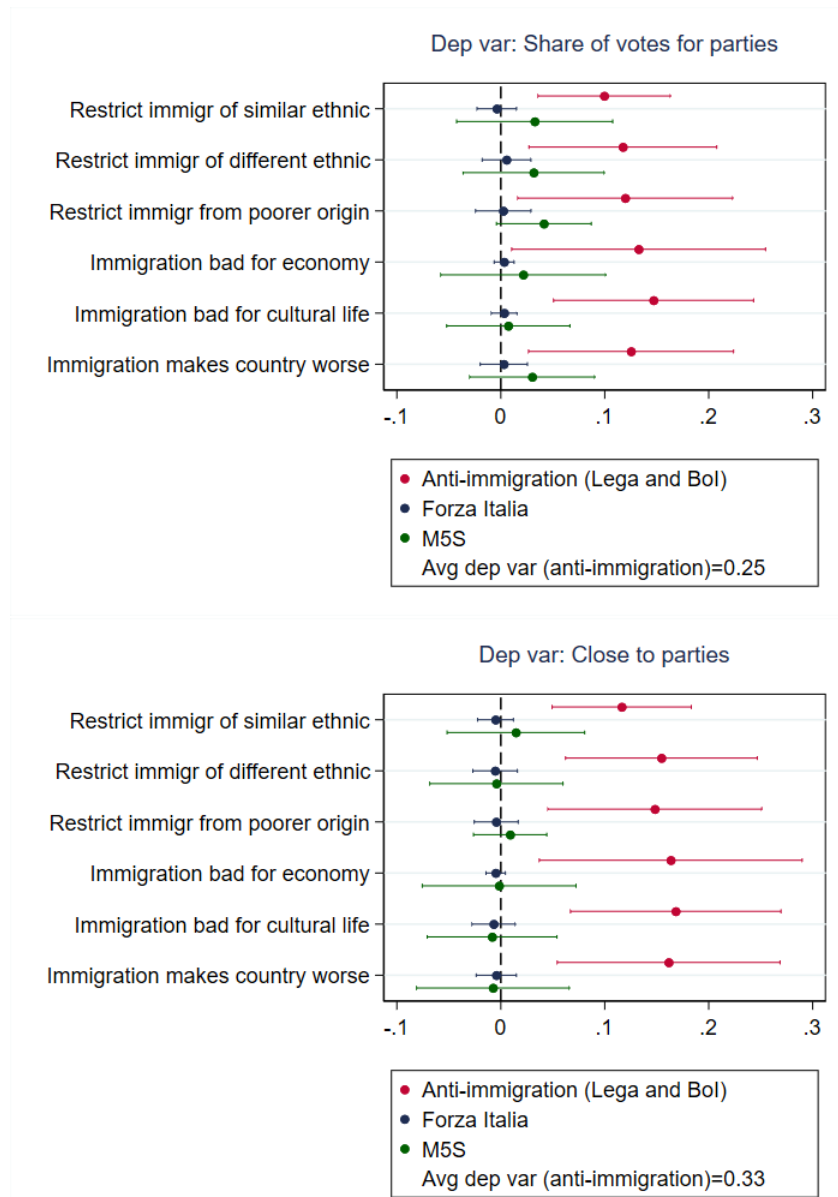 Dep var: Share of votes for parties
Restrict immigr of similar ethnic
Restrict immigr of different ethnic
Restrict immigr from poorer origin
Immigration bad for economy
Immigration bad for cultural life
Immigration makes country worse
-.1 0 .1 .2 .3
Anti-immigration (Lega and BoI)
Forza Italia
M5S
Avg dep var (anti-immigration)=0.25
Dep var: Close to parties
Restrict immigr of similar ethnic
Restrict immigr of different ethnic
Restrict immigr from poorer origin
Immigration bad for economy
Immigration bad for cultural life
Immigration makes country worse
-.1 0 .1 .2 .3
Anti-immigration (Lega and BoI)
Forza Italia
M5S
Avg dep var (anti-immigration)=0.33